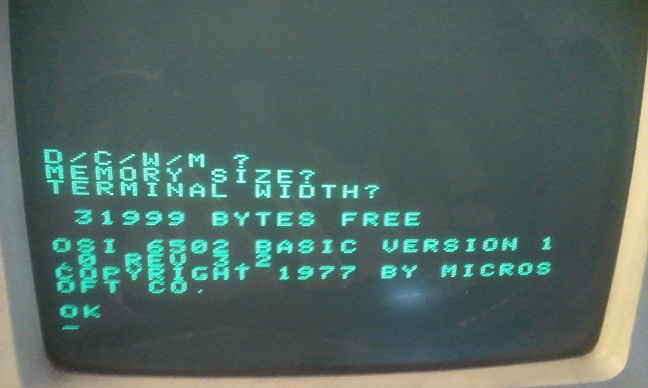 D/C/W/M ?
MEMORY SIZE?
TERMINAL WIDTH?
31999 BYTES FREE
OSI 6502 BASIC VERSION 1
.0 REV 3.2
COPYRIGHT 1977 BY MICROS
OFT CO.
OK
_